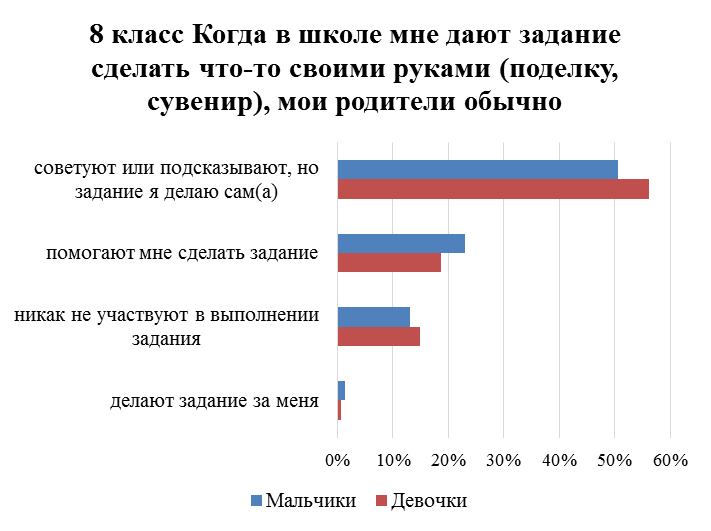 8 класс Когда в школе мне дают задание
сделать что-то своими руками (поделку,
сувенир), мои родители обычно
советуют или подсказывают, но
задание я делаю сам(а)
помогают мне сделать задание
никак не участвуют в выполнении
задания
делают задание за меня
0% 10% 20% 30% 40% 50% 60%
Мальчики Девочки